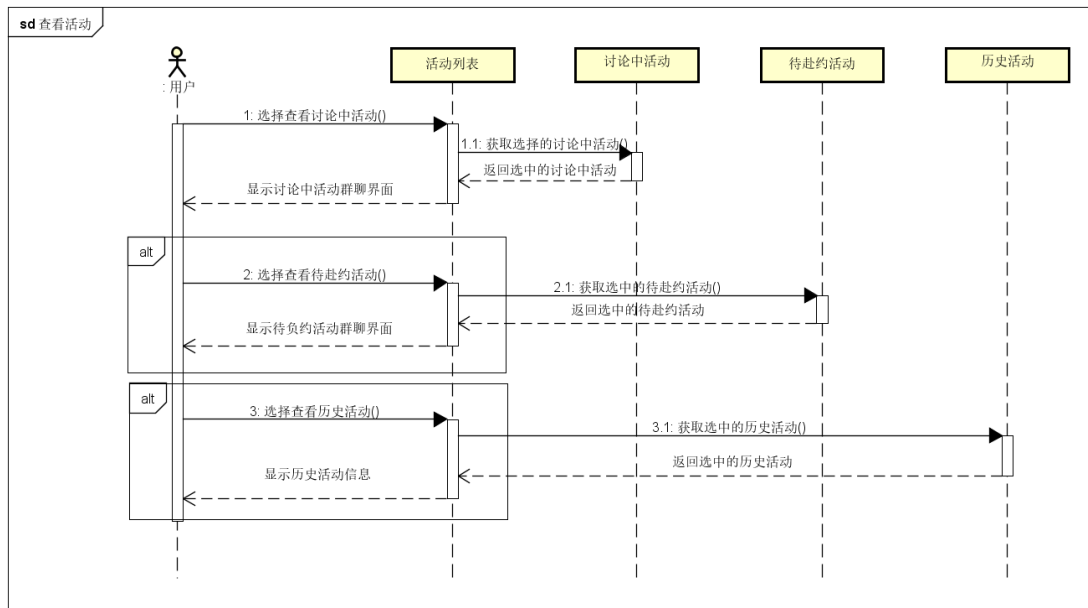 sd 查看活动
: 用户
活动列表
讨论中活动
待赴约活动
历史活动
1: 选择查看讨论中活动()
1.1: 获取选择的讨论中活动()
返回选中的讨论中活动
显示讨论中活动群聊界面
alt
2: 选择查看待赴约活动()
2.1: 获取选中的待赴约活动()
返回选中的待赴约活动
显示待负约活动群聊界面
alt
3: 选择查看历史活动()
3.1: 获取选中的历史活动()
返回选中的历史活动
显示历史活动信息